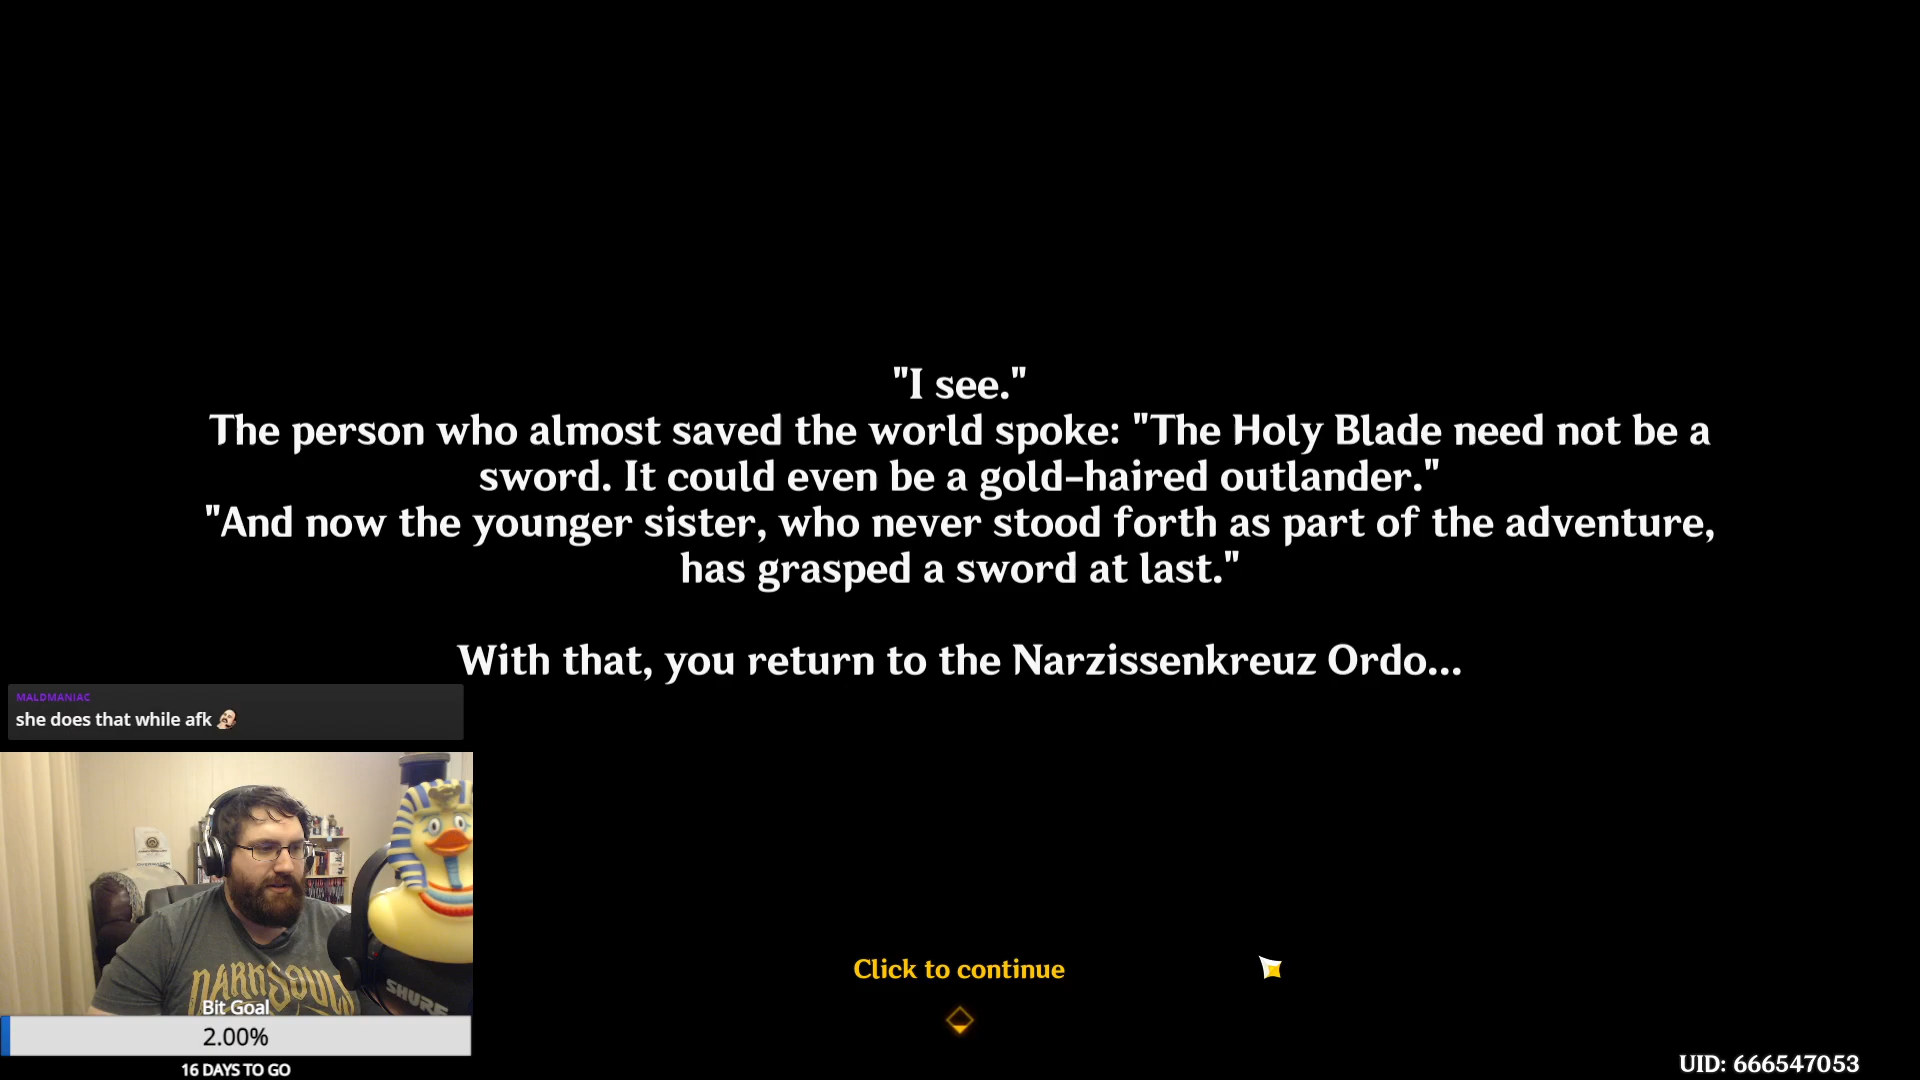 "I see."
The person who almost saved the world spoke: "The Holy Blade need not be a
sword. It could even be a gold-haired outlander."
"And now the younger sister, who never stood forth as part of the adventure,
has grasped a sword at last."
With that, you return to the Narzissenkreuz Ordo...
MALDMANIAC
she does that while afk
DARKSOULS
SHURE
Bit Goal
2.00%
16 DAYS TO GO
Click to continue
UID: 666547053